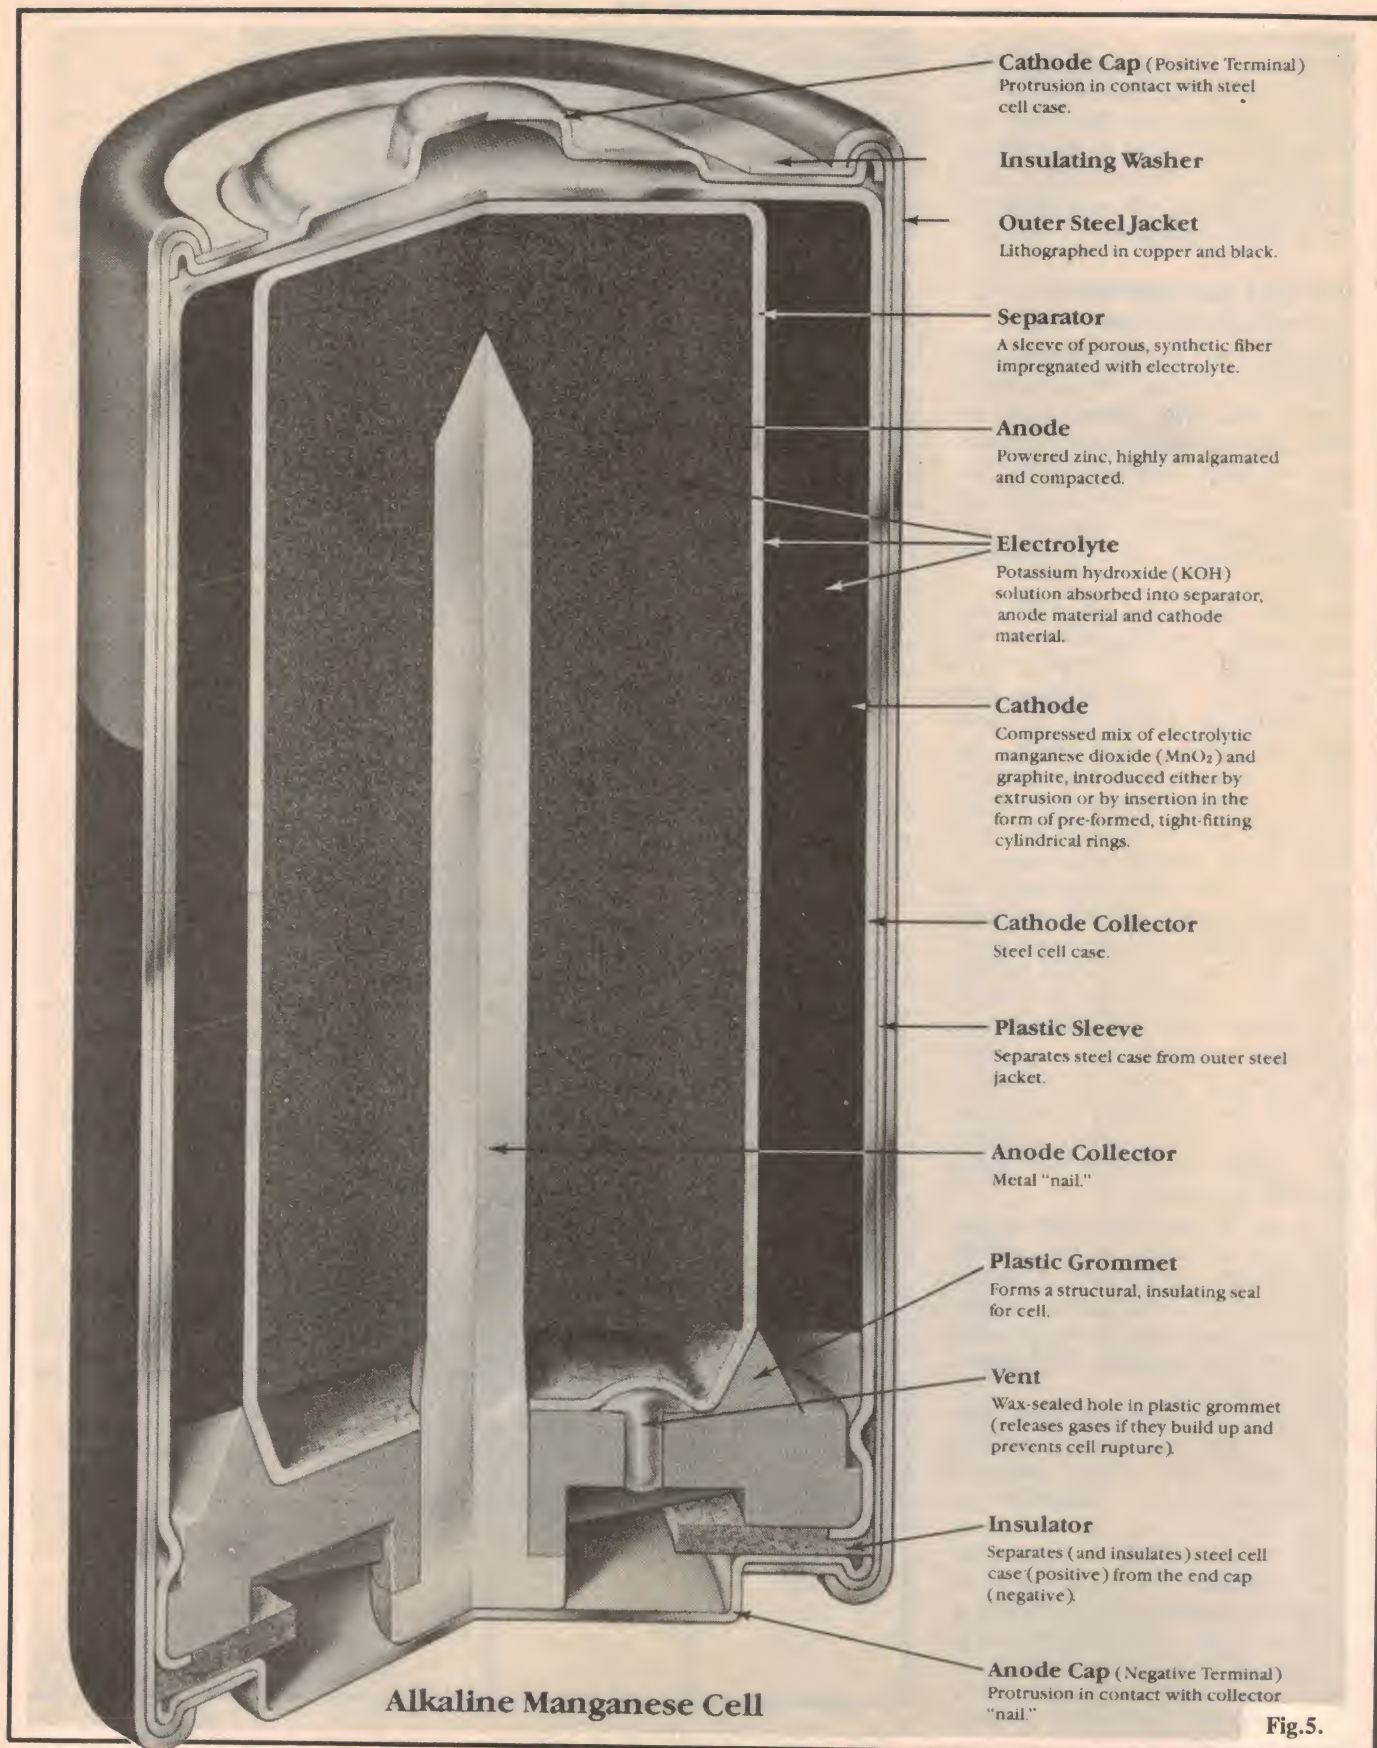 Cathode Cap (Positive Terminal)
Protrusion in contact with steel
cell case.
Insulating Washer
Outer Steel Jacket
Lithographed in copper and black.
Separator
A sleeve of porous, synthetic fiber
impregnated with electrolyte.
Anode
Powered zinc, highly amalgamated
and compacted.
Electrolyte
Potassium hydroxide (KOH)
solution absorbed into separator,
anode material and cathode
material.
Cathode
Compressed mix of electrolytic
manganese dioxide (MnO₂) and
graphite, introduced either by
extrusion or by insertion in the
form of pre-formed, tight-fitting
cylindrical rings.
Cathode Collector
Steel cell case.
Plastic Sleeve
Separates steel case from outer steel
jacket.
Anode Collector
Metal "nail."
Plastic Grommet
Forms a structural, insulating seal
for cell.
Vent
Wax-sealed hole in plastic grommet
(releases gases if they build up and
prevents cell rupture).
Insulator
Separates (and insulates) steel cell
case (positive) from the end cap
(negative).
Anode Cap (Negative Terminal)
Protrusion in contact with collector
"nail."
Alkaline Manganese Cell
Fig.5.